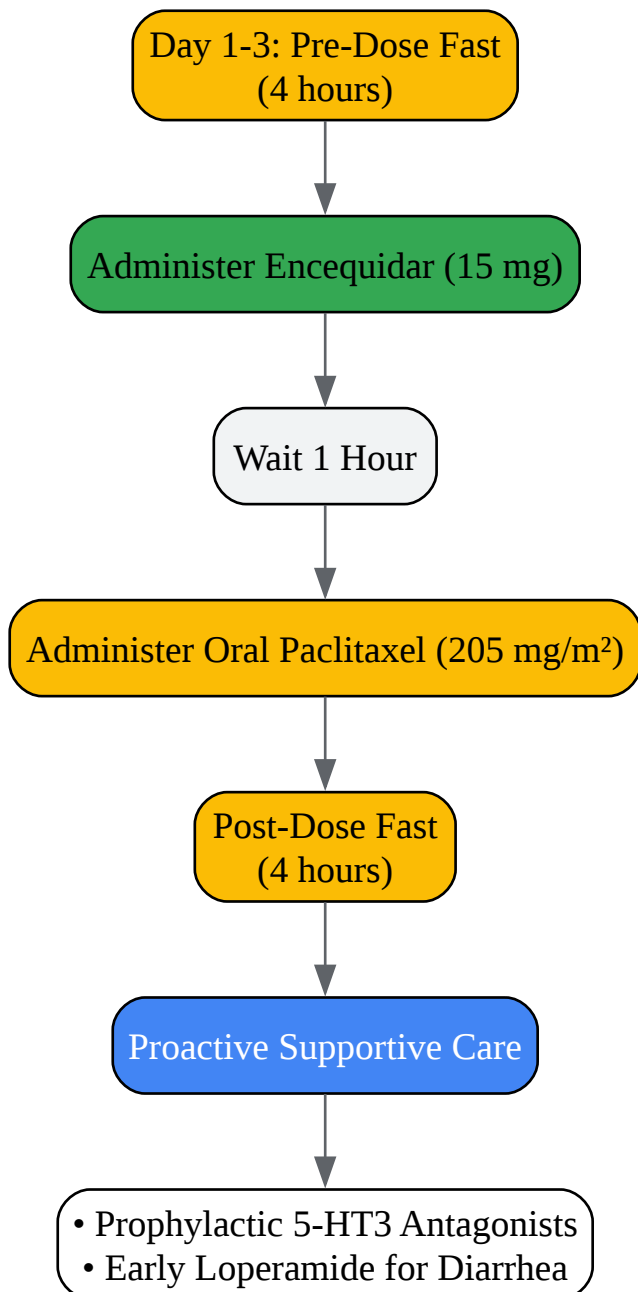 Day 1-3: Pre-Dose Fast
(4 hours)
Administer Encequidar (15 mg)
Wait 1 Hour
Administer Oral Paclitaxel (205 mg/m²)
Post-Dose Fast
(4 hours)
Proactive Supportive Care
• Prophylactic 5-HT3 Antagonists
• Early Loperamide for Diarrhea